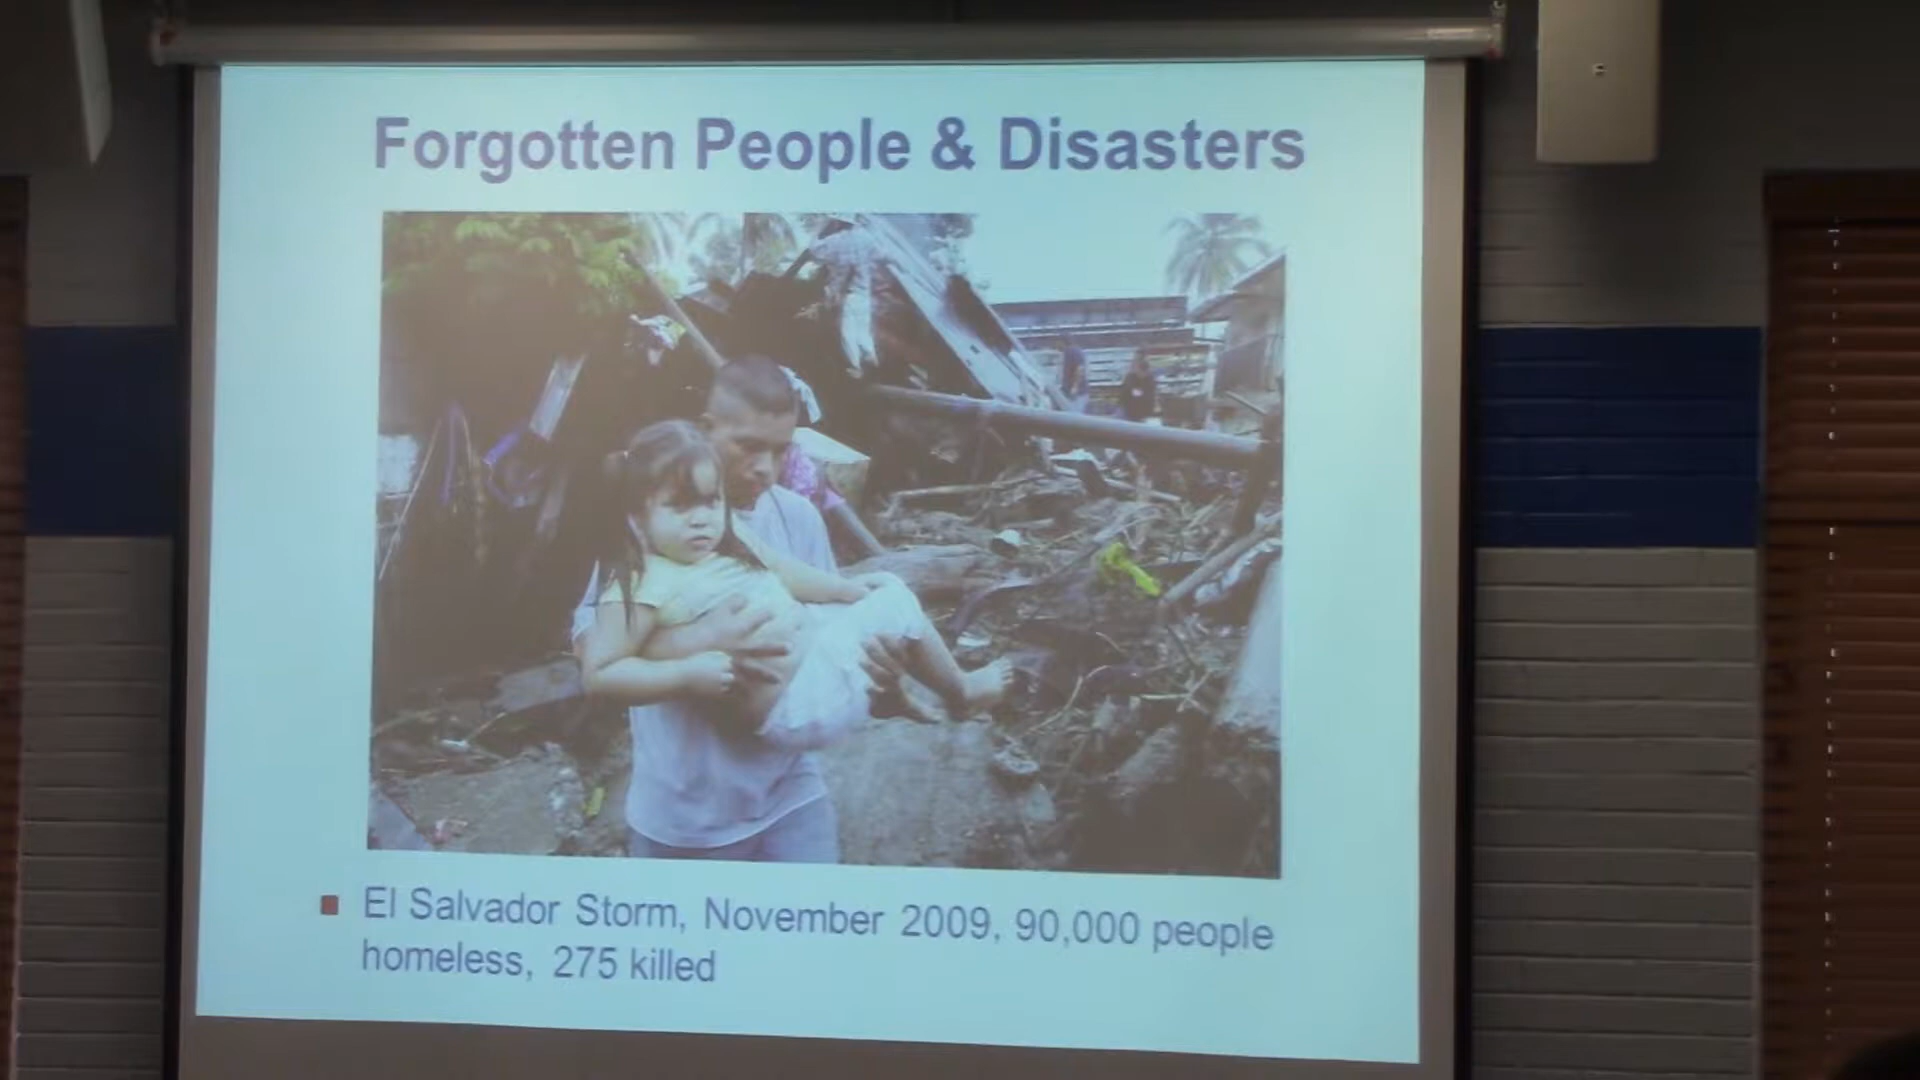 Forgotten People & Disasters
El Salvador Storm, November 2009, 90,000 people
homeless, 275 killed